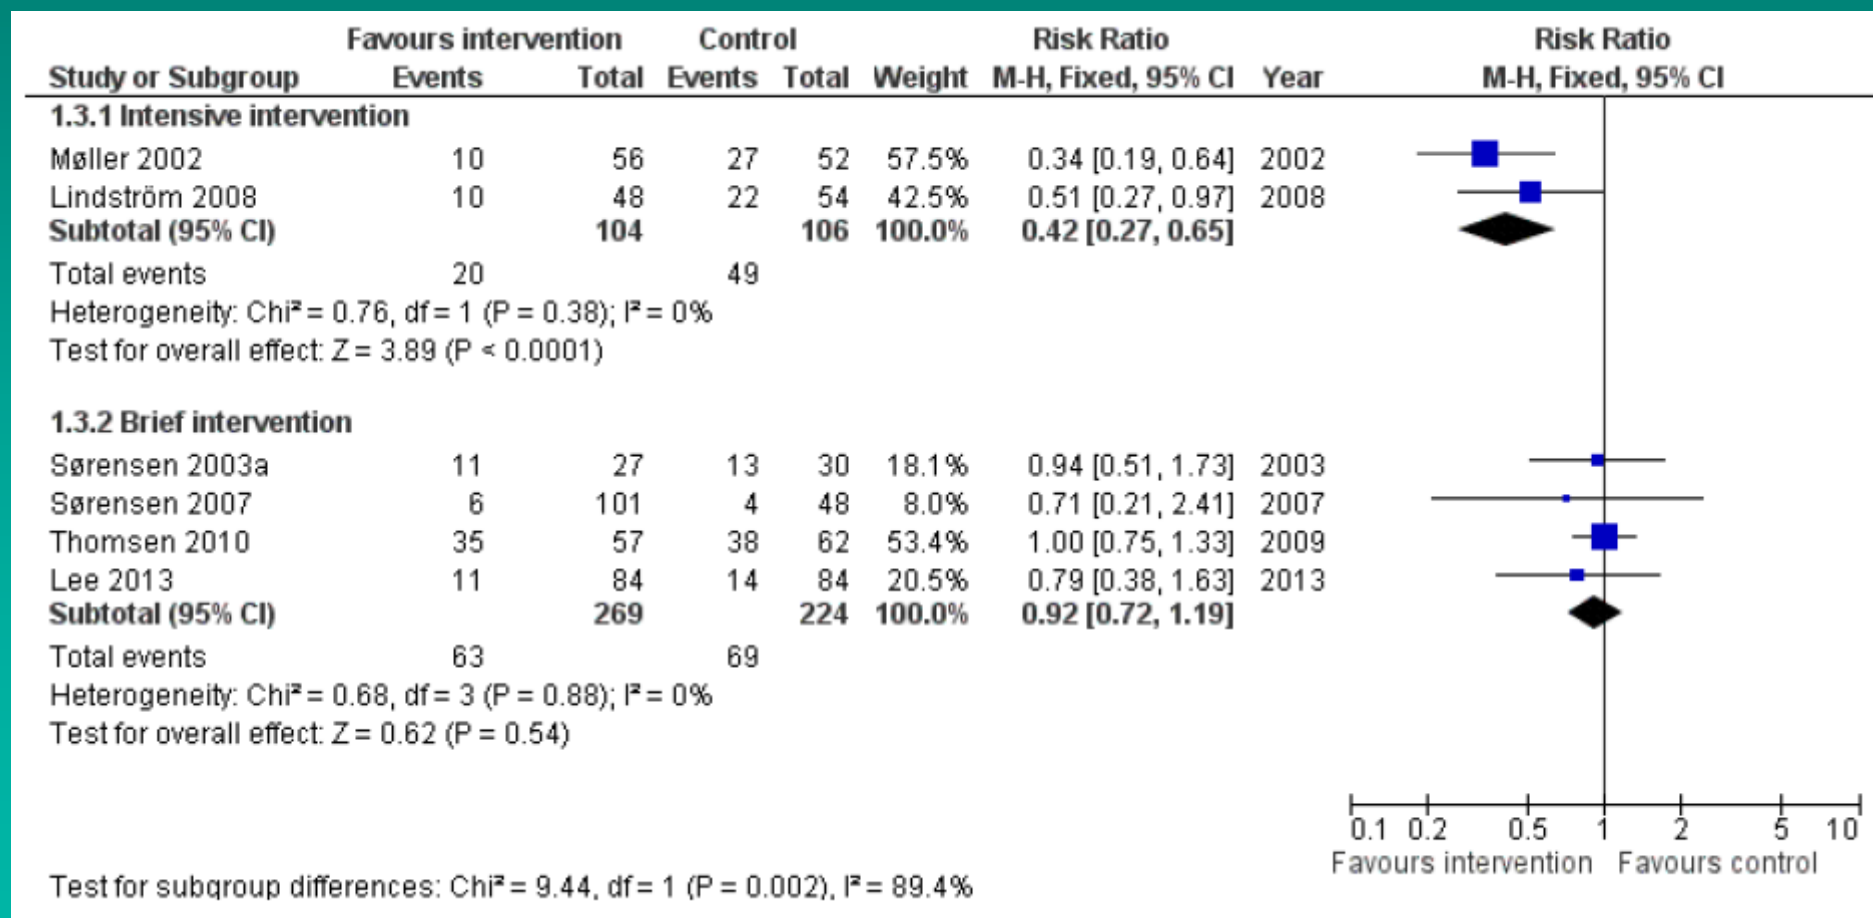 Favours intervention Control Risk Ratio Risk Ratio
Study or Subgroup Events Total Events Total Weight M-H, Fixed, 95% CI Year M-H, Fixed, 95% CI
1.3.1 Intensive intervention
Møller 2002 10 56 27 52 57.5% 0.34 [0.19, 0.64] 2002
Lindström 2008 10 48 22 54 42.5% 0.51 [0.27, 0.97] 2008
Subtotal (95% CI) 104 106 100.0% 0.42 [0.27, 0.65]
Total events 20 49
Heterogeneity: Chi² = 0.76, df = 1 (P = 0.38); I² = 0%
Test for overall effect: Z = 3.89 (P < 0.0001)
1.3.2 Brief intervention
Sørensen 2003a 11 27 13 30 18.1% 0.94 [0.51, 1.73] 2003
Sørensen 2007 6 101 4 48 8.0% 0.71 [0.21, 2.41] 2007
Thomsen 2010 35 57 38 62 53.4% 1.00 [0.75, 1.33] 2009
Lee 2013 11 84 14 84 20.5% 0.79 [0.38, 1.63] 2013
Subtotal (95% CI) 269 224 100.0% 0.92 [0.72, 1.19]
Total events 63 69
Heterogeneity: Chi² = 0.68, df = 3 (P = 0.88); I² = 0%
Test for overall effect: Z = 0.62 (P = 0.54)
0.1 0.2 0.5 1 2 5 10
Favours intervention Favours control
Test for subgroup differences: Chi² = 9.44, df = 1 (P = 0.002), I² = 89.4%